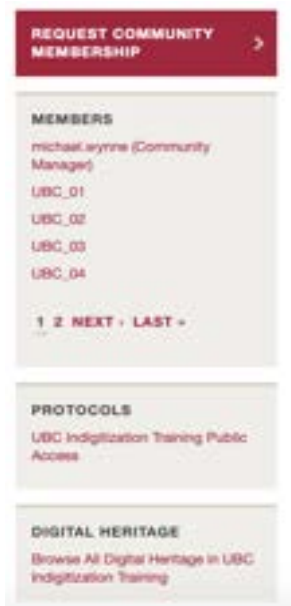 REQUEST COMMUNITY
MEMBERSHIP
MEMBERS
michael.wynne (Community
Manager)
UBC_01
UBC_02
UBC_03
UBC_04
1 2 NEXT › LAST »
PROTOCOLS
UBC Indigitization Training Public
Access
DIGITAL HERITAGE
Browse All Digital Heritage in UBC
Indigitization Training